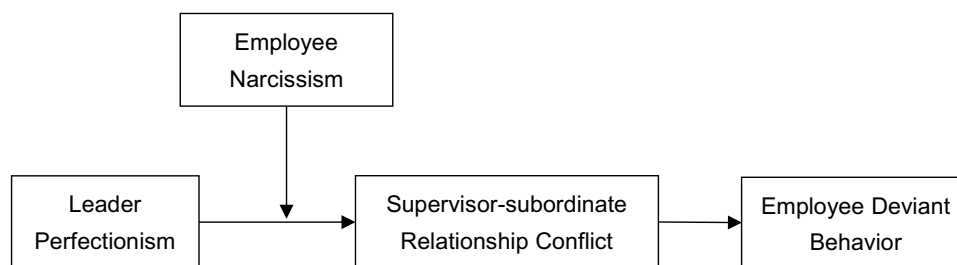 Employee
Narcissism
Leader
Perfectionism
Supervisor-subordinate
Relationship Conflict
Employee Deviant
Behavior